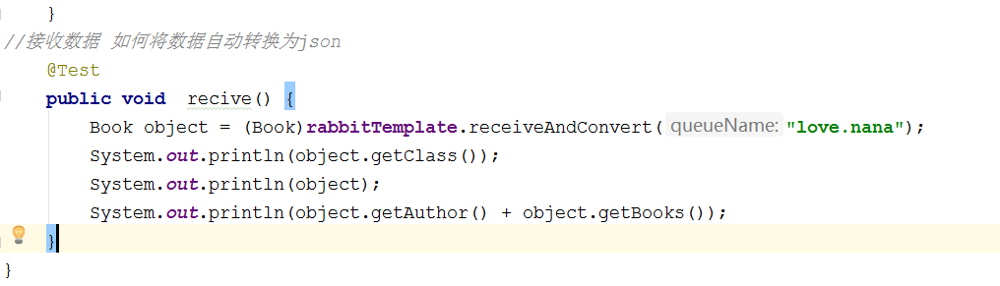 }
//接收数据 如何将数据自动转换为json
@Test
public void  recive() {
Book object = (Book)rabbitTemplate.receiveAndConvert( queueName: "love.nana");
System.out.println(object.getClass());
System.out.println(object);
System.out.println(object.getAuthor() + object.getBooks());
}
}